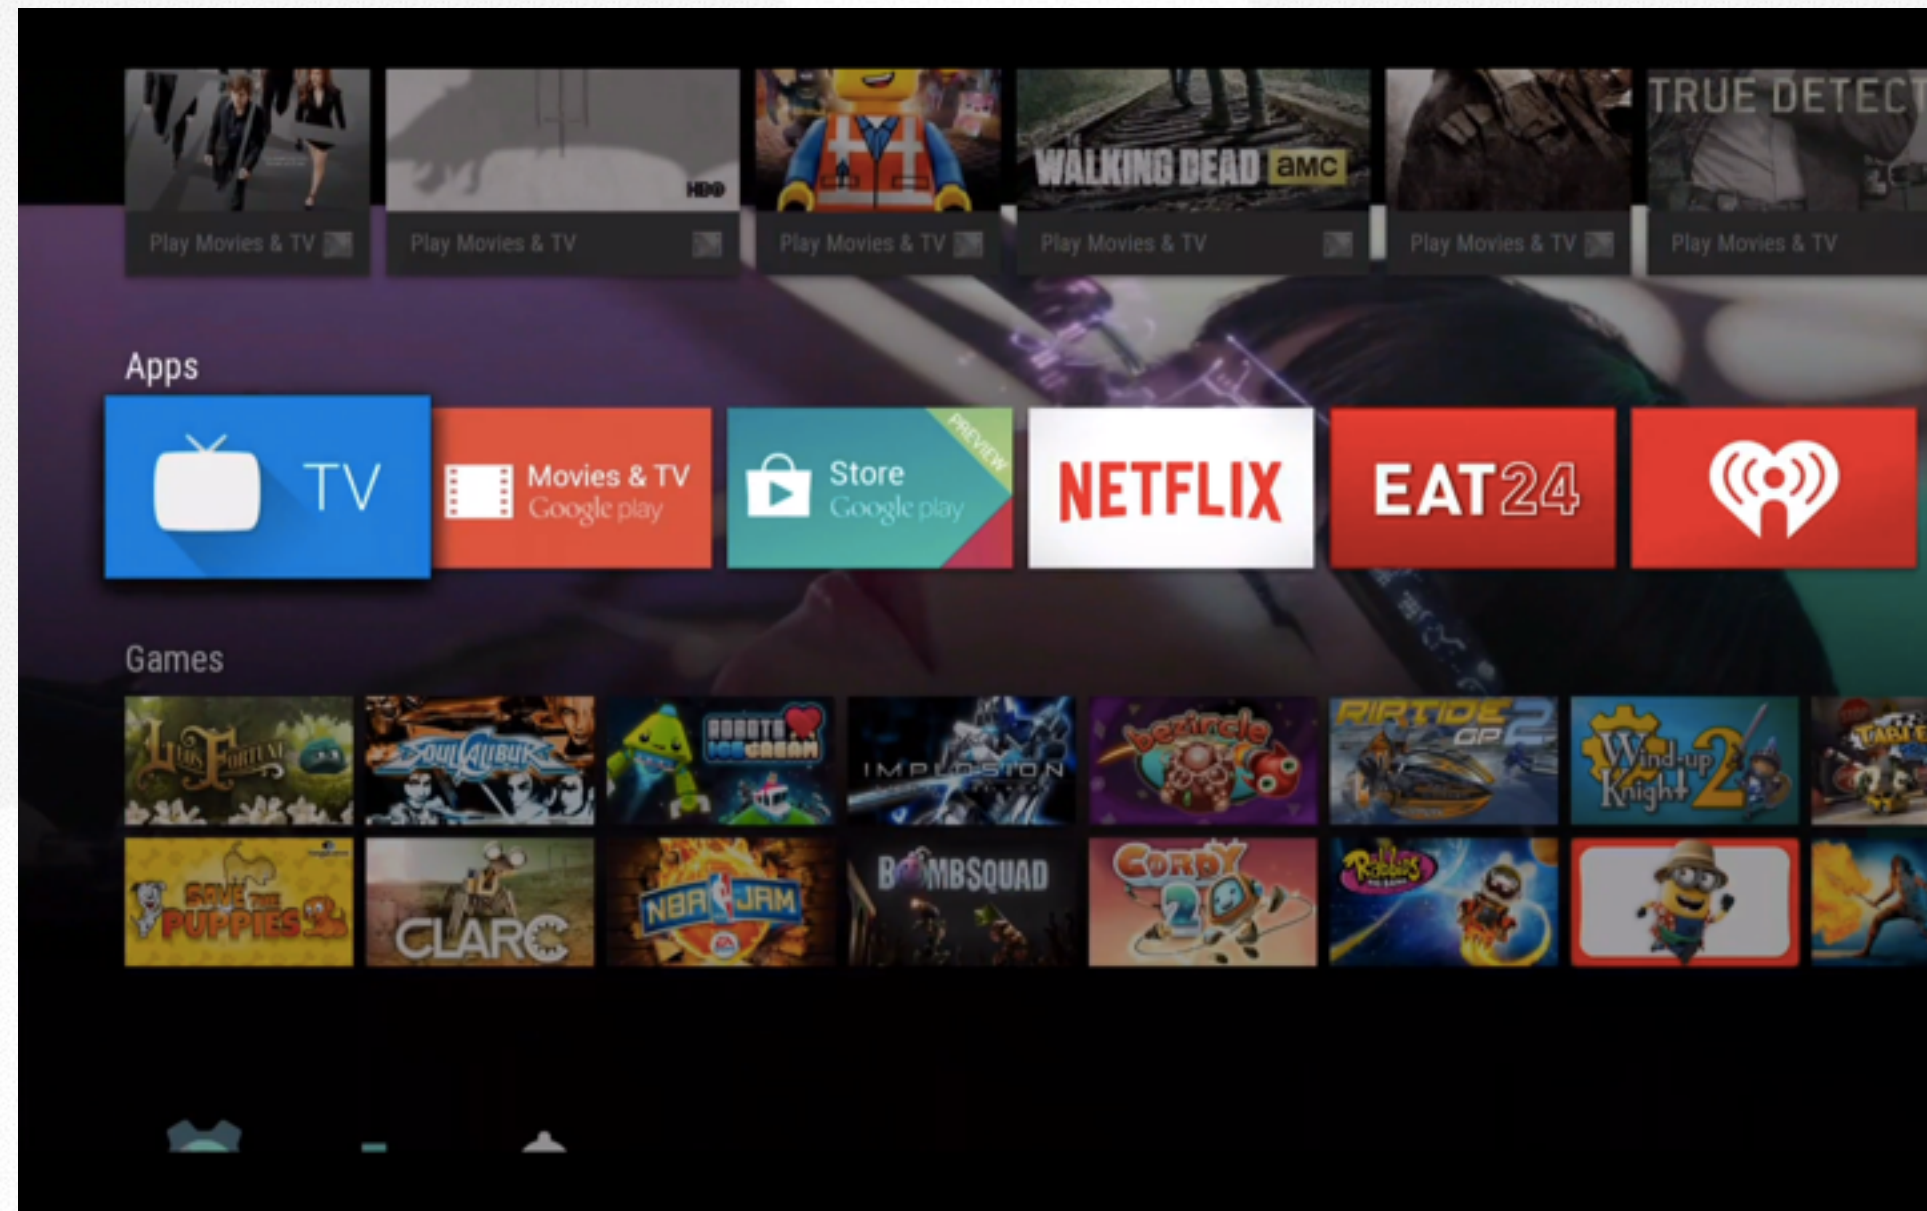 HBO
WALKING DEAD aMC
TRUE DETECT
Play Movies & TV
Play Movies & TV
Play Movies & TV
Play Movies & TV
Play Movies & TV
Play Movies & TV
Apps
TV
Movies & TV
Google play
Store
Google play
PREVIEW
NETFLIX
EAT24
Games
LEO'S FORTUNE
SOULCALIBUR
ROBOTS
ICE CREAM
IMPLOSION
bezircle
RIPTIDE
GP2
Wind-up
Knight 2
SAVE THE
PUPPIES
CLARC
NBA JAM
EA
BOMBSQUAD
CORDY
2
Rabbids